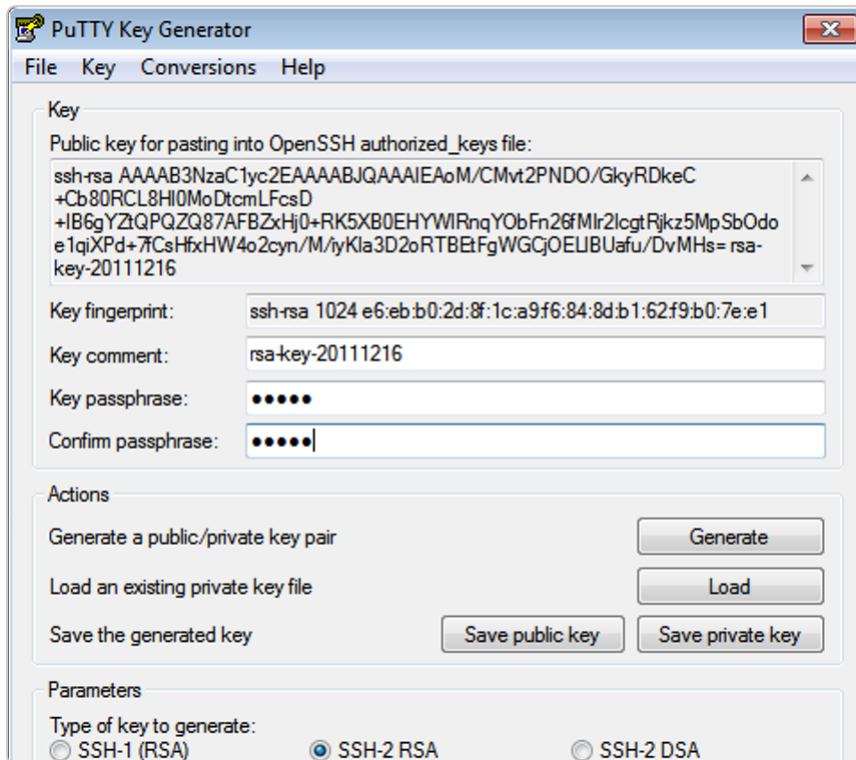 PuTTY Key Generator
File Key Conversions Help
Key
Public key for pasting into OpenSSH authorized_keys file:
ssh-rsa AAAAB3NzaC1yc2EAAAABJQAAAIEAoM/CMvt2PNDO/GkyRDkeC
+Cb80RCL8HI0MoDtcmLFcsD
+IB6gYZtQPQZQ87AFBZxHj0+RK5XB0EHYWIRnqYObFn26fMIr2IcgtRjkz5MpSbOdo
e1qiXPd+7fCsHfxHW4o2cyn/M/iyKIa3D2oRTBEtFgWGCjOELIBUafu/DvMHs= rsa-
key-20111216
Key fingerprint: ssh-rsa 1024 e6:eb:b0:2d:8f:1c:a9:f6:84:8d:b1:62:f9:b0:7e:e1
Key comment: rsa-key-20111216
Key passphrase: •••••
Confirm passphrase: •••••
Actions
Generate a public/private key pair Generate
Load an existing private key file Load
Save the generated key Save public key Save private key
Parameters
Type of key to generate:
SSH-1 (RSA) SSH-2 RSA SSH-2 DSA